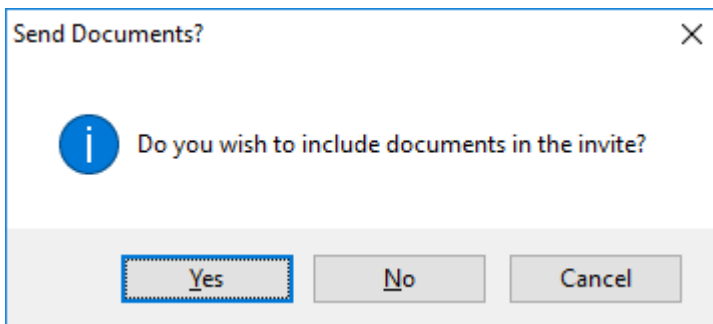 Send Documents?
Do you wish to include documents in the invite?
Yes No Cancel